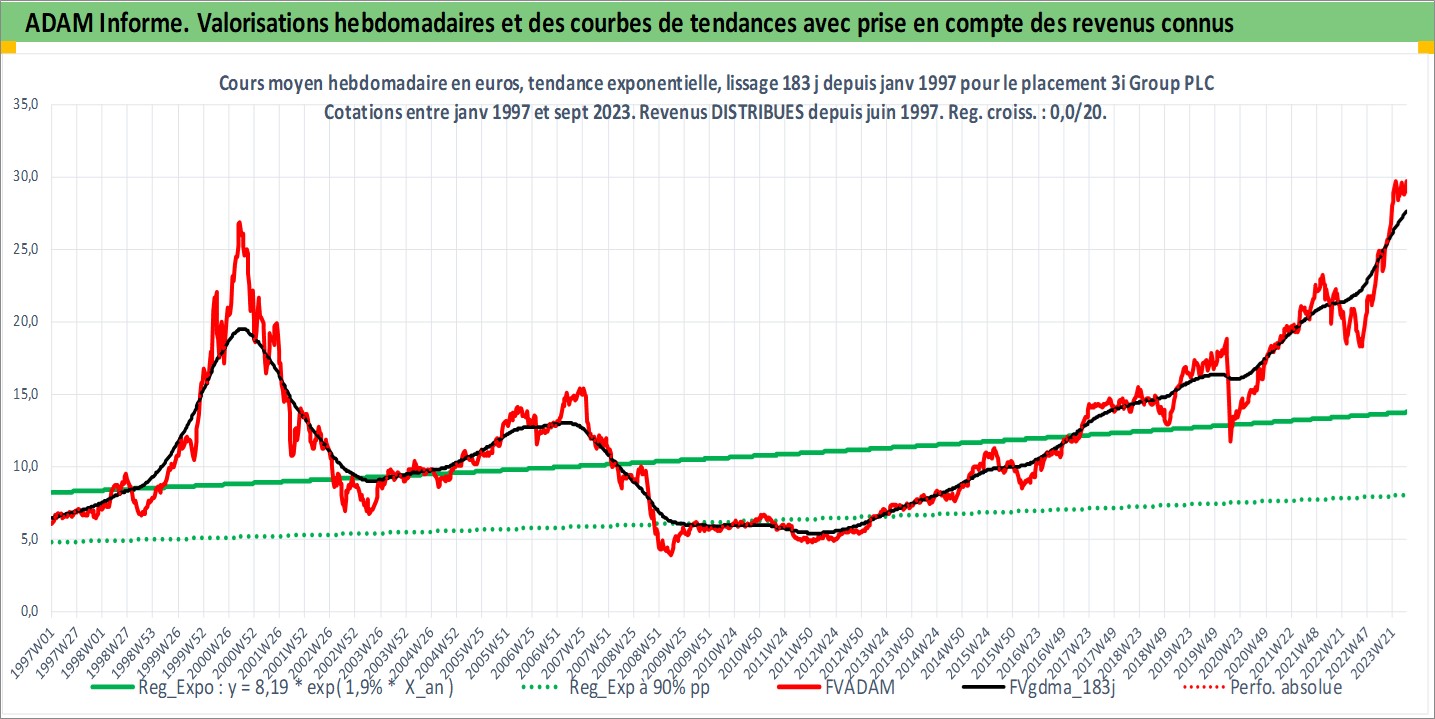 ADAM Informe. Valorisations hebdomadaires et des courbes de tendances avec prise en compte des revenus connus
Cours moyen hebdomadaire en euros, tendance exponentielle, lissage 183 j depuis janv 1997 pour le placement 3i Group PLC
Cotations entre janv 1997 et sept 2023. Revenus DISTRIBUES depuis juin 1997. Reg. croiss. : 0,0/20.
35,0
30,0
25,0
20,0
15,0
10,0
5,0
0,0
1997W01
1997W27
1998W01
1998W27
1998W53
1999W26
1999W52
2000W26
2000W52
2001W26
2001W52
2002W26
2002W52
2003W26
2003W52
2004W26
2004W52
2005W25
2005W51
2006W25
2006W51
2007W25
2007W51
2008W25
2008W51
2009W25
2009W51
2010W24
2010W50
2011W24
2011W50
2012W24
2012W50
2013W24
2013W50
2014W24
2014W50
2015W24
2015W50
2016W23
2016W49
2017W23
2017W49
2018W23
2018W49
2019W23
2019W49
2020W23
2020W49
2021W22
2021W48
2022W21
2022W47
2023W21
Reg_Expo : y = 8,19 * exp( 1,9% * X_an )
Reg_Exp à 90% pp
FVADAM
FVgdma_183j
Perfo. absolue